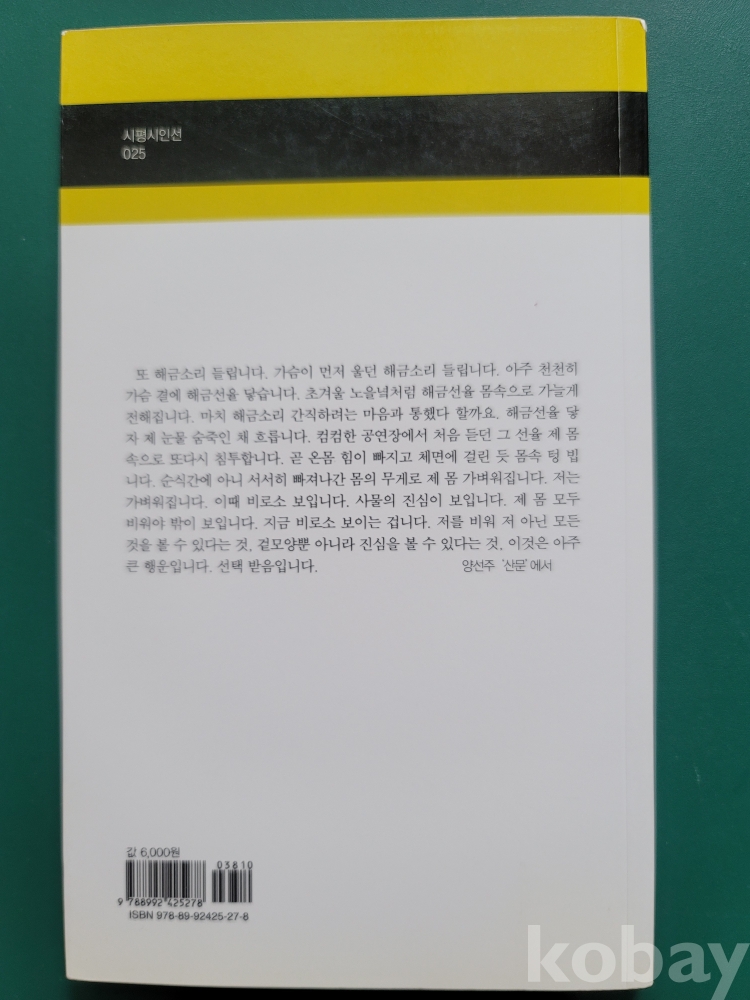 시평시인선
025
또 해금소리 들립니다. 가슴이 먼저 울던 해금소리 들립니다. 아주 천천히
가슴 곁에 해금선율 닿습니다. 초겨울 노을녘처럼 해금선율 몸속으로 가늘게
전해집니다. 마치 해금소리 간직하려는 마음과 통했다 할까요. 해금선율 닿
자 제 눈물 숨죽인 채 흐릅니다. 컴컴한 공연장에서 처음 듣던 그 선율 제 몸
속으로 또다시 침투합니다. 곧 온몸 힘이 빠지고 체면에 걸린 듯 몸속 텅 빕
니다. 순식간에 아니 서서히 빠져나간 몸의 무게로 제 몸 가벼워집니다. 저는
가벼워집니다. 이때 비로소 보입니다. 사물의 진심이 보입니다. 제 몸 모두
비워야 밖이 보입니다. 지금 비로소 보이는 겁니다. 저를 비워 저 아닌 모든
것을 볼 수 있다는 것, 겉모양뿐 아니라 진심을 볼 수 있다는 것, 이것은 아주
큰 행운입니다. 선택 받음입니다.
양선주 '산문'에서
값 6,000원
03810
9 788992 425278
ISBN 978-89-92425-27-8
kobay